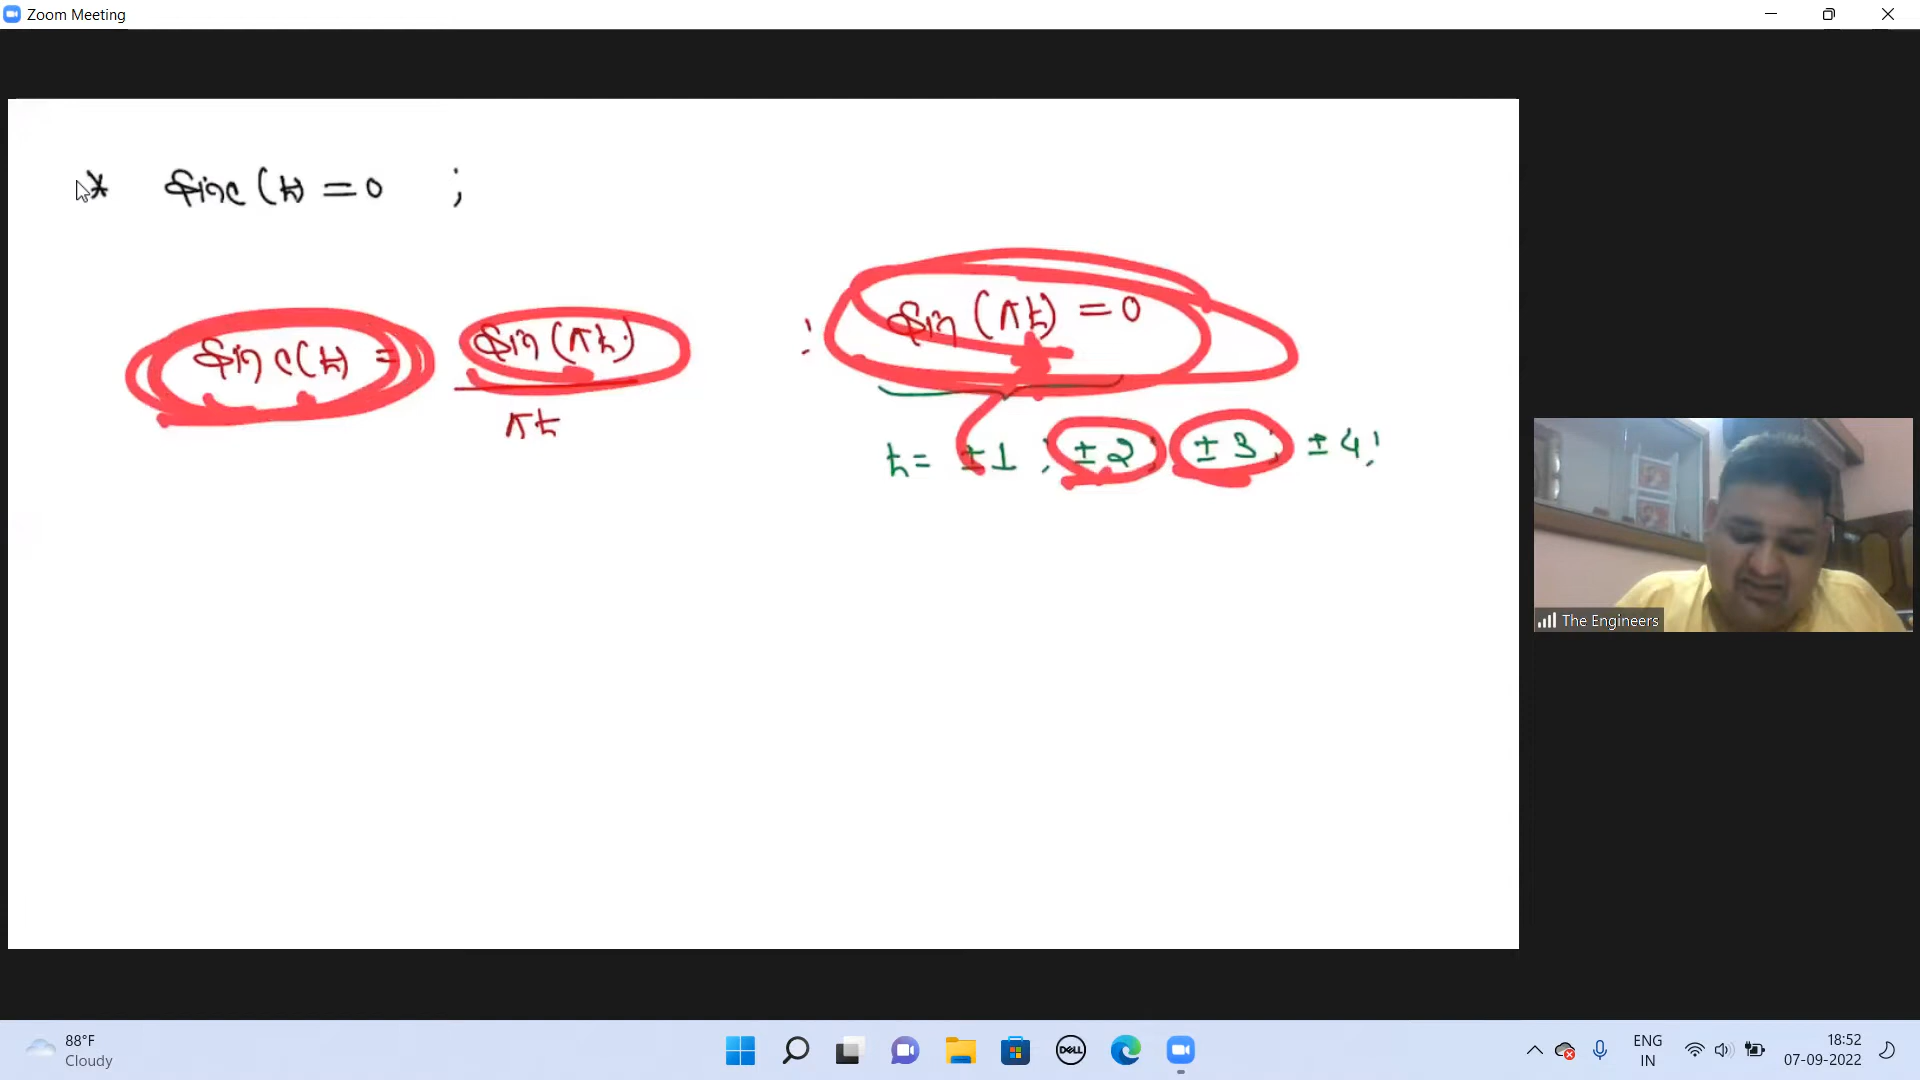 Zoom Meeting
* Sinc(t) = 0 ;
Sinc(t) = Sin(πt) / πt : Sin(πt) = 0
t = ±1 ; ±2 ; ±3 ; ±4 ;
The Engineers
88°F
Cloudy
DELL
ENG
IN
18:52
07-09-2022